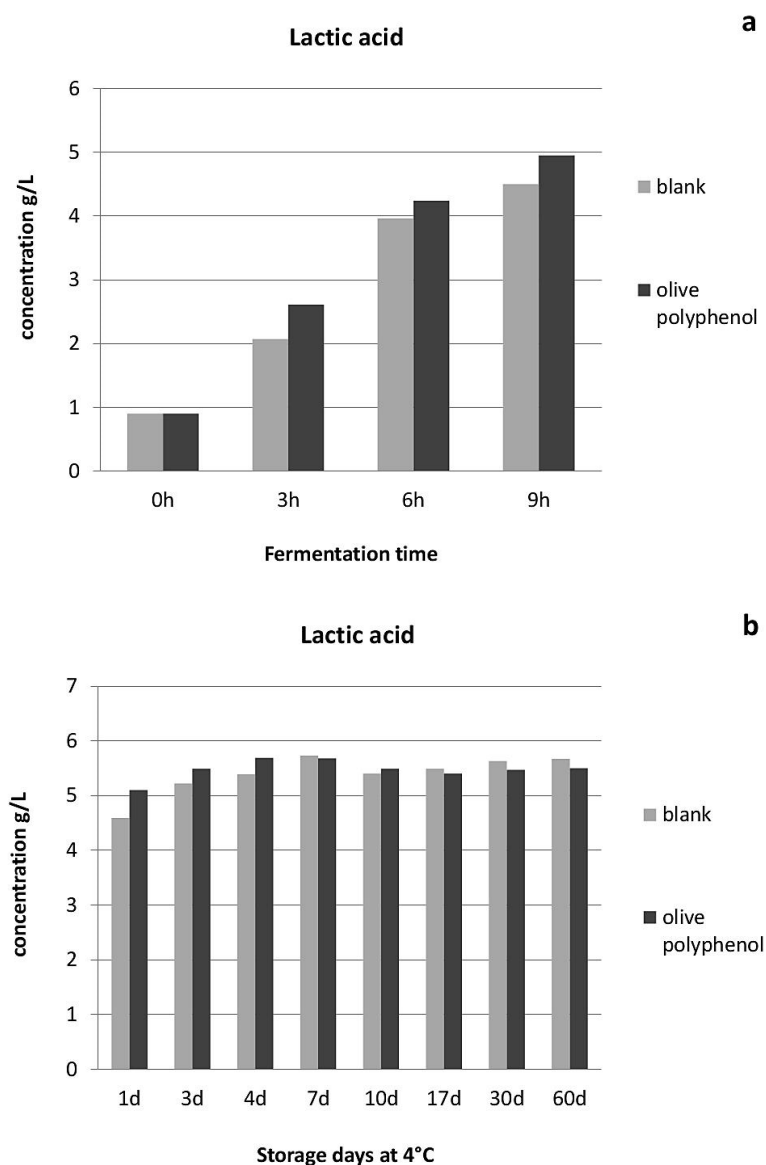 Lactic acid
a
6
5
4
3
2
1
0
concentration g/L
0h 3h 6h 9h
Fermentation time
blank
olive
polyphenol
Lactic acid
b
7
6
5
4
3
2
1
0
concentration g/L
1d 3d 4d 7d 10d 17d 30d 60d
Storage days at 4°C
blank
olive
polyphenol